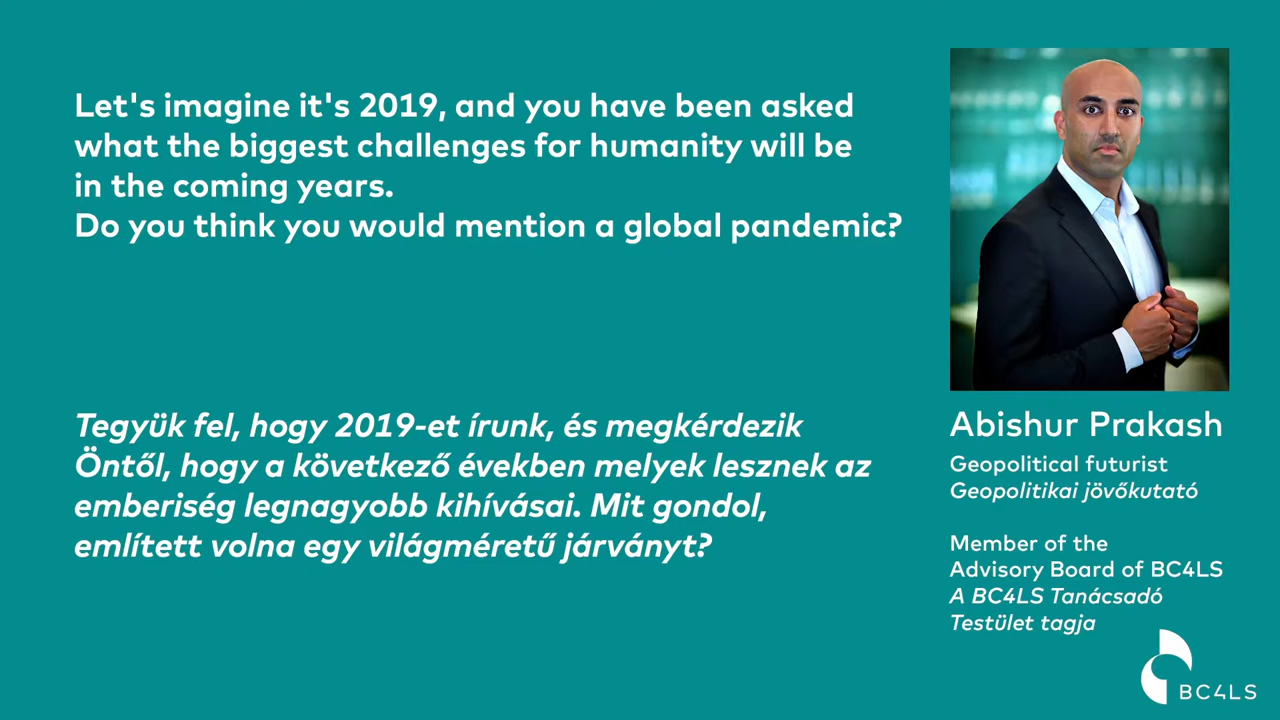 Let's imagine it's 2019, and you have been asked
what the biggest challenges for humanity will be
in the coming years.
Do you think you would mention a global pandemic?
Tegyük fel, hogy 2019-et írunk, és megkérdezik
Öntől, hogy a következő években melyek lesznek az
emberiség legnagyobb kihívásai. Mit gondol,
említett volna egy világméretű járványt?
Abishur Prakash
Geopolitical futurist
Geopolitikai jövőkutató
Member of the
Advisory Board of BC4LS
A BC4LS Tanácsadó
Testület tagja
BC4LS